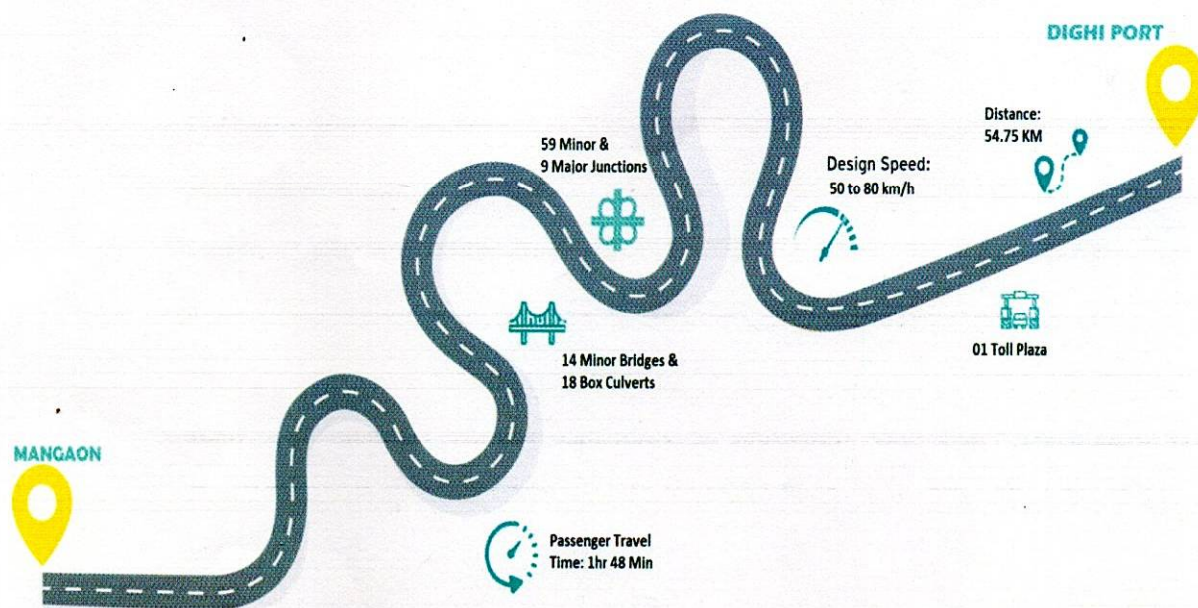 DIGHI PORT
Distance:
54.75 KM
59 Minor &
9 Major Junctions
Design Speed:
50 to 80 km/h
14 Minor Bridges &
18 Box Culverts
01 Toll Plaza
MANGAON
Passenger Travel
Time: 1hr 48 Min